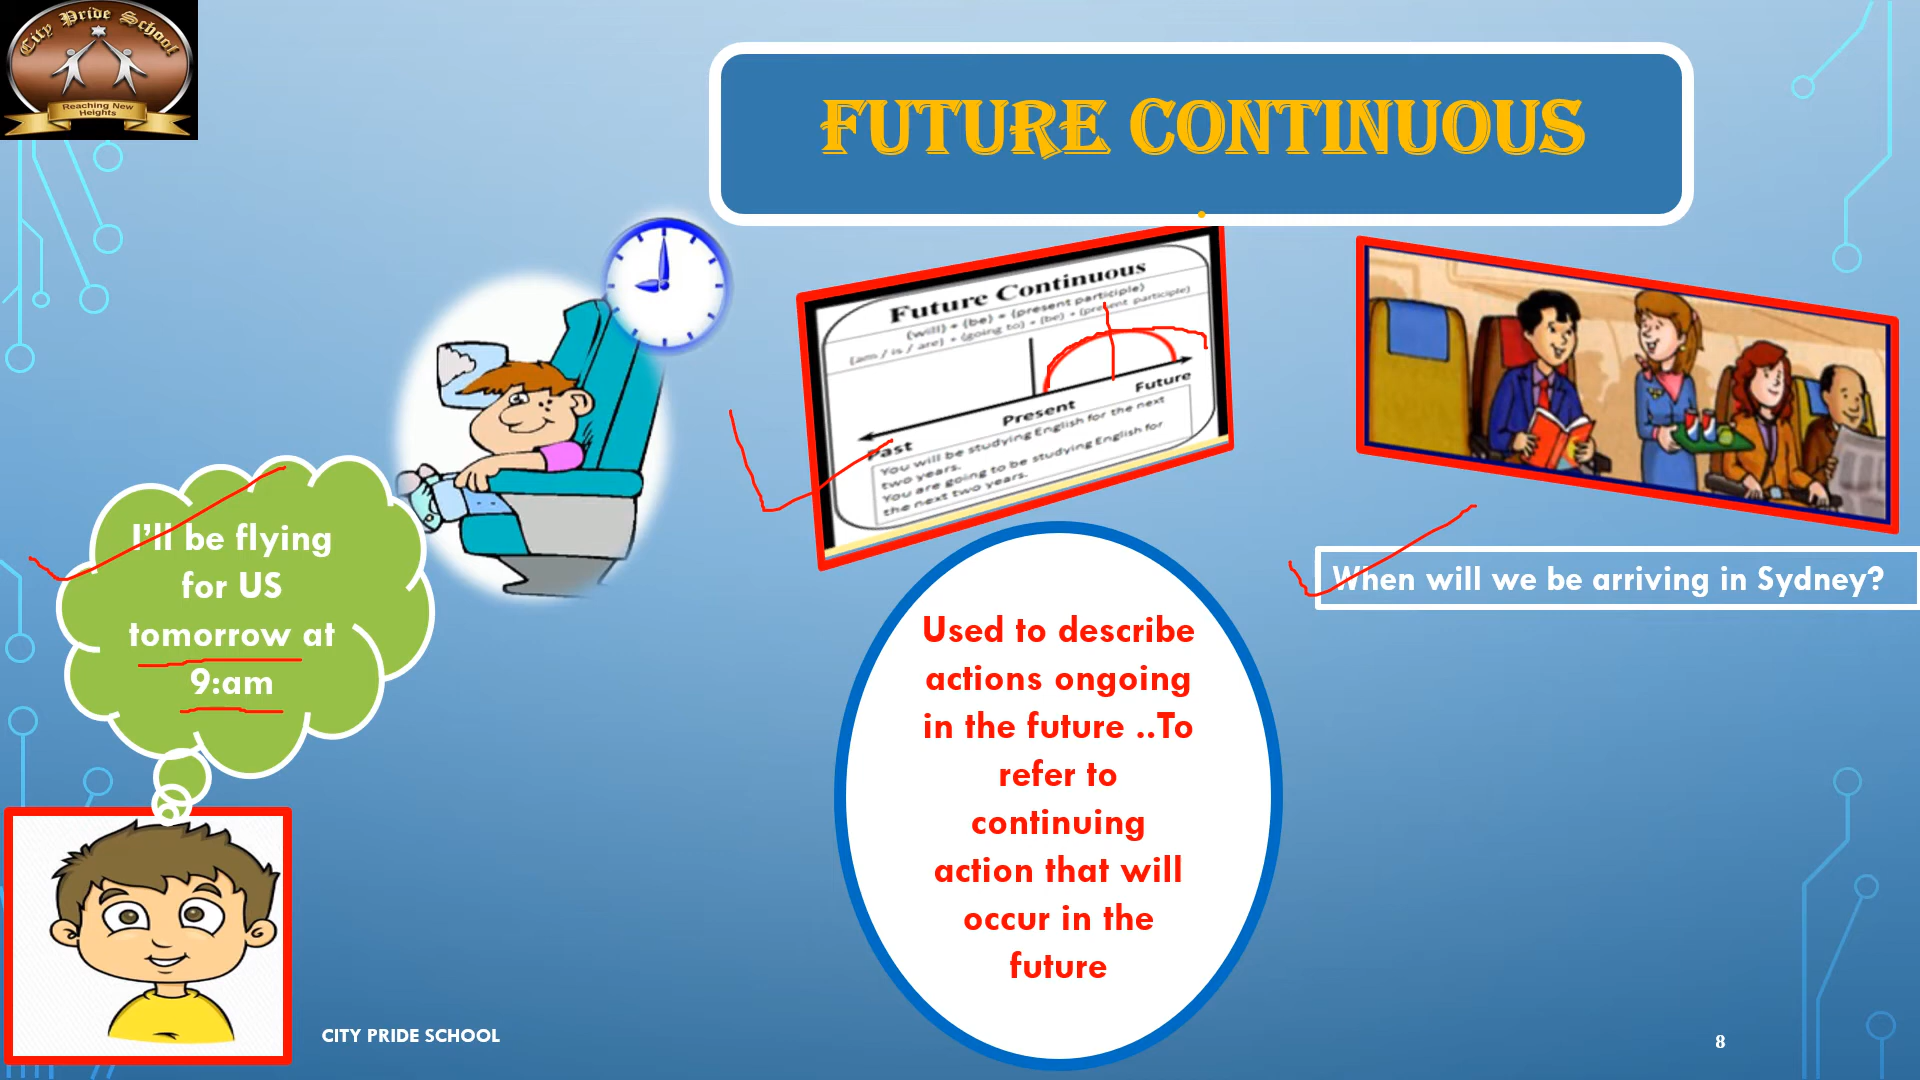 City Pride School
Reaching New
Heights
FUTURE CONTINUOUS
Future Continuous
(will) + (be) + (present participle)
(am / is / are) + (going to) + (be) + (present participle)
Future
Present
Past
You will be studying English for the next
two years.
You are going to be studying English for
the next two years.
I'll be flying
for US
tomorrow at
9:am
When will we be arriving in Sydney?
Used to describe
actions ongoing
in the future ..To
refer to
continuing
action that will
occur in the
future
CITY PRIDE SCHOOL
8